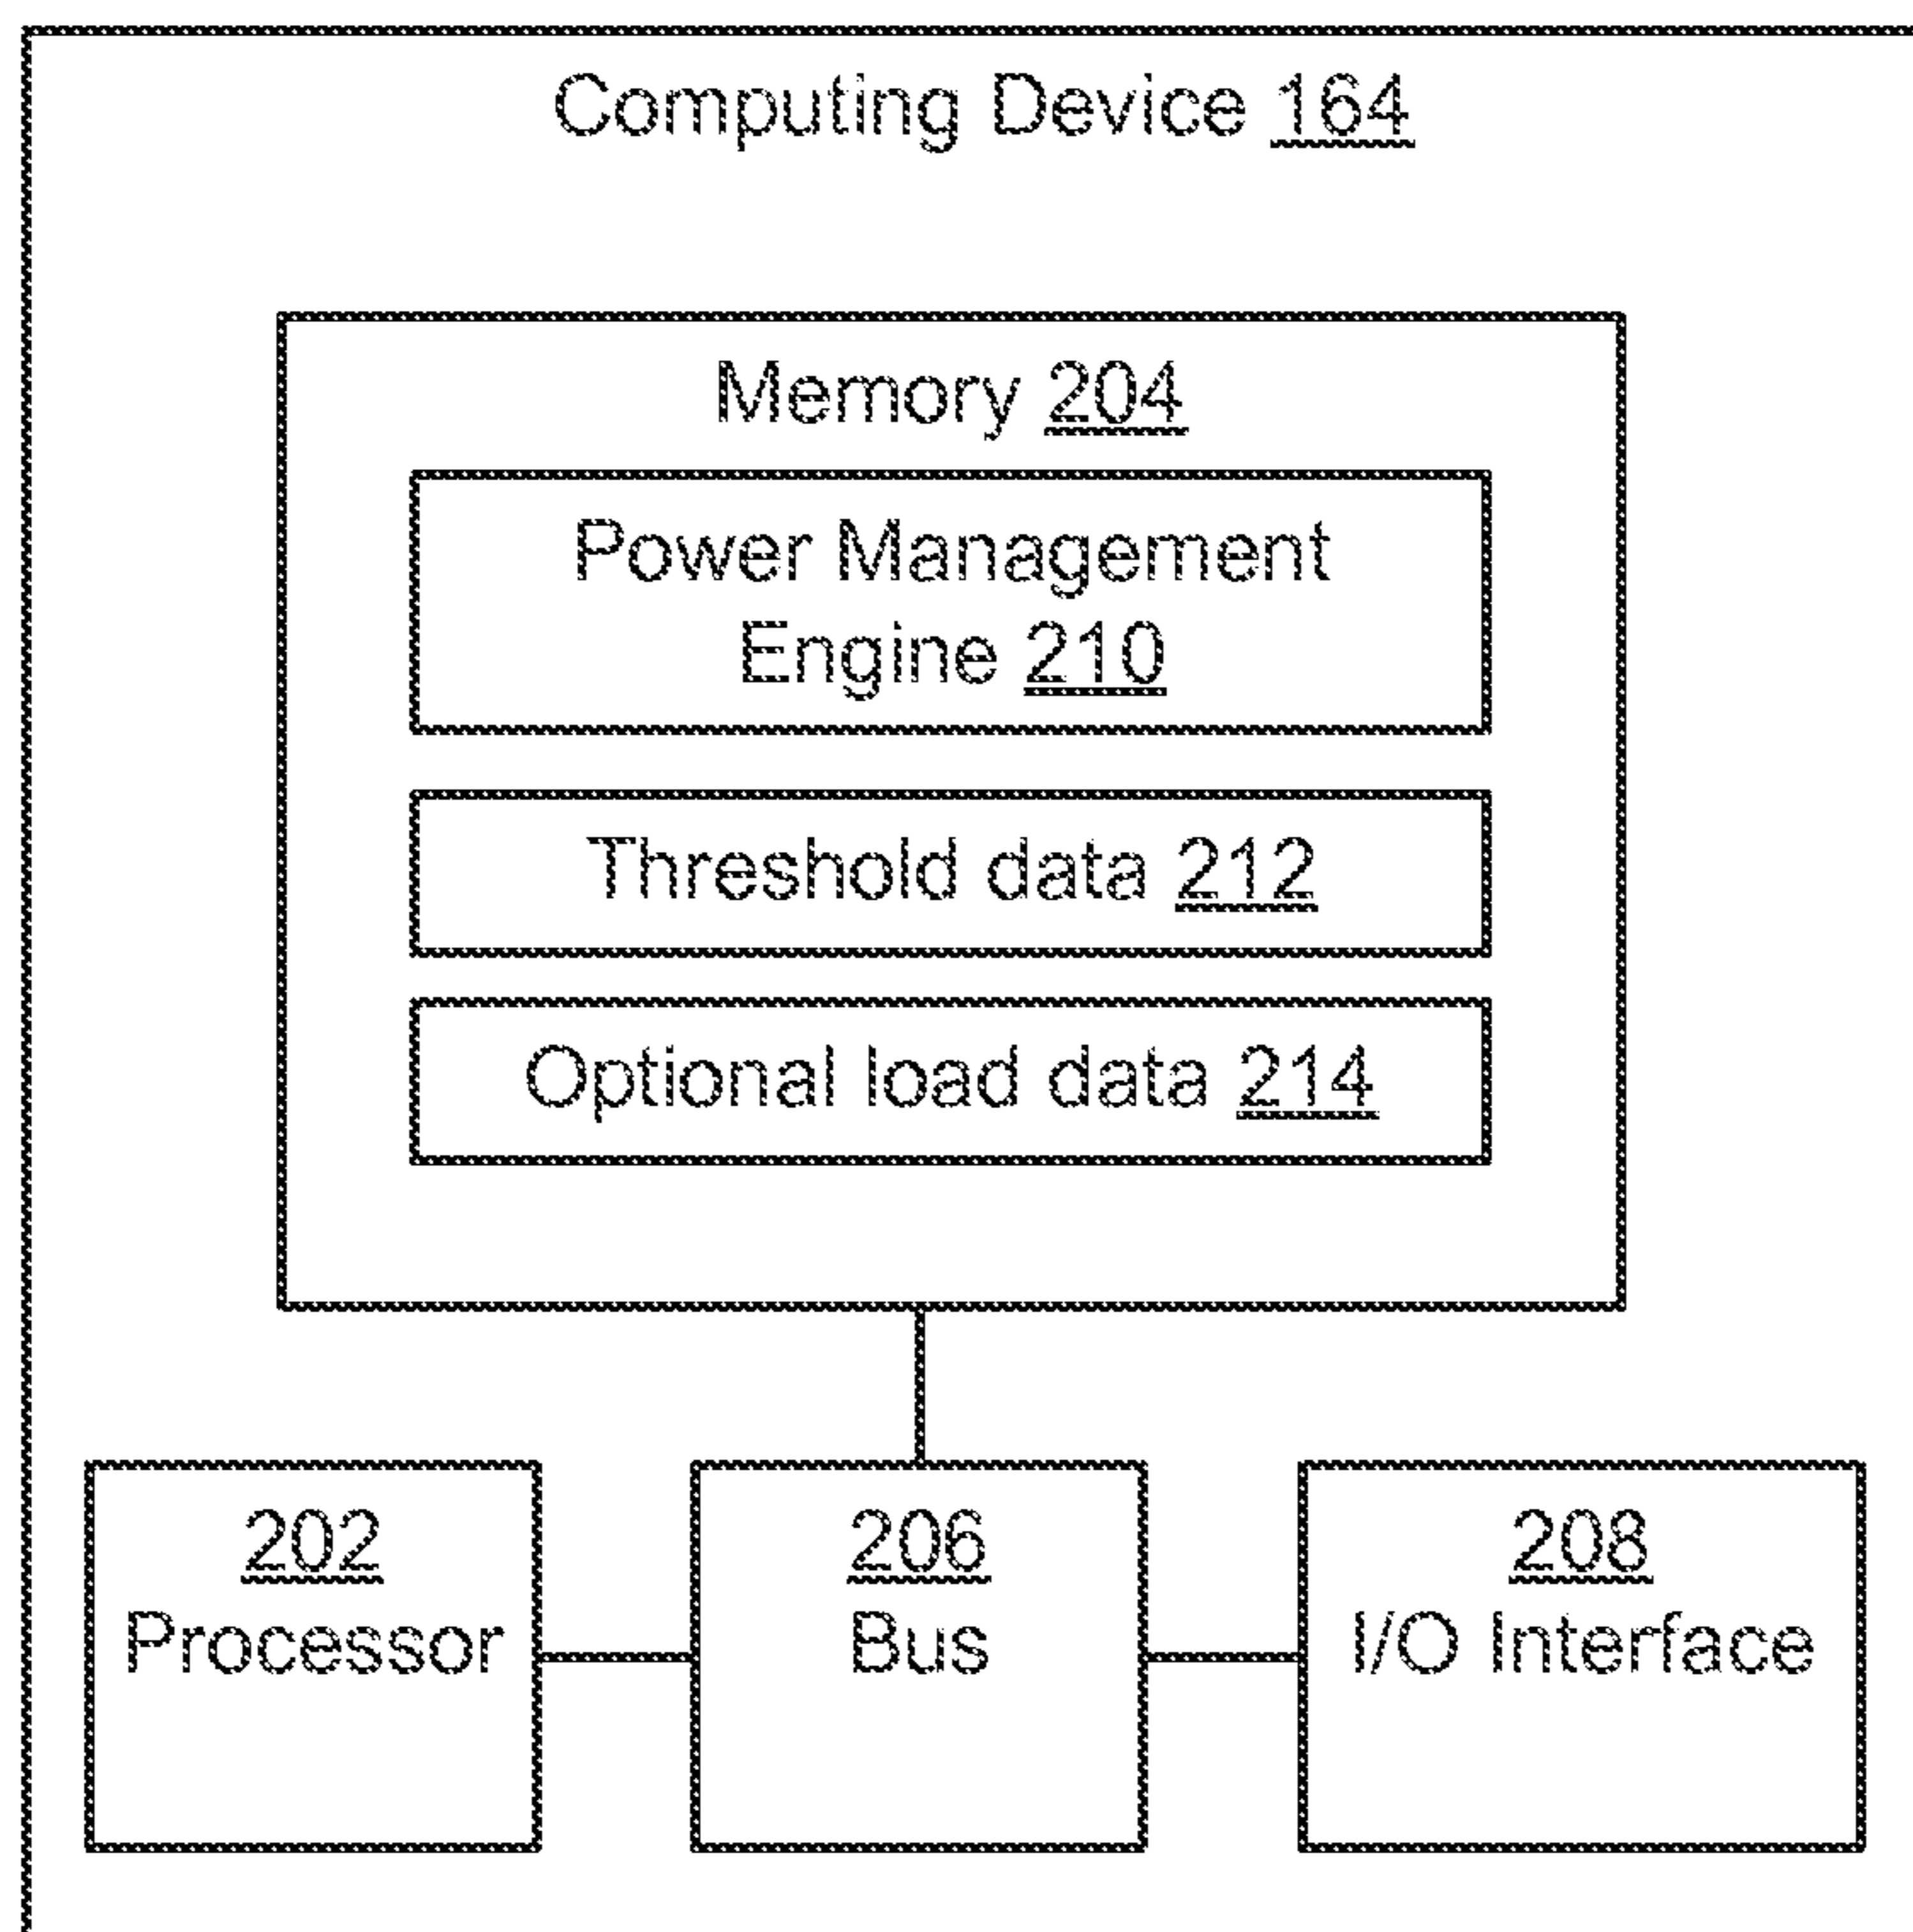 Computing Device 164
Memory 204
Power Management
Engine 210
Threshold data 212
Optional load data 214
202
Processor
206
Bus
208
I/O Interface